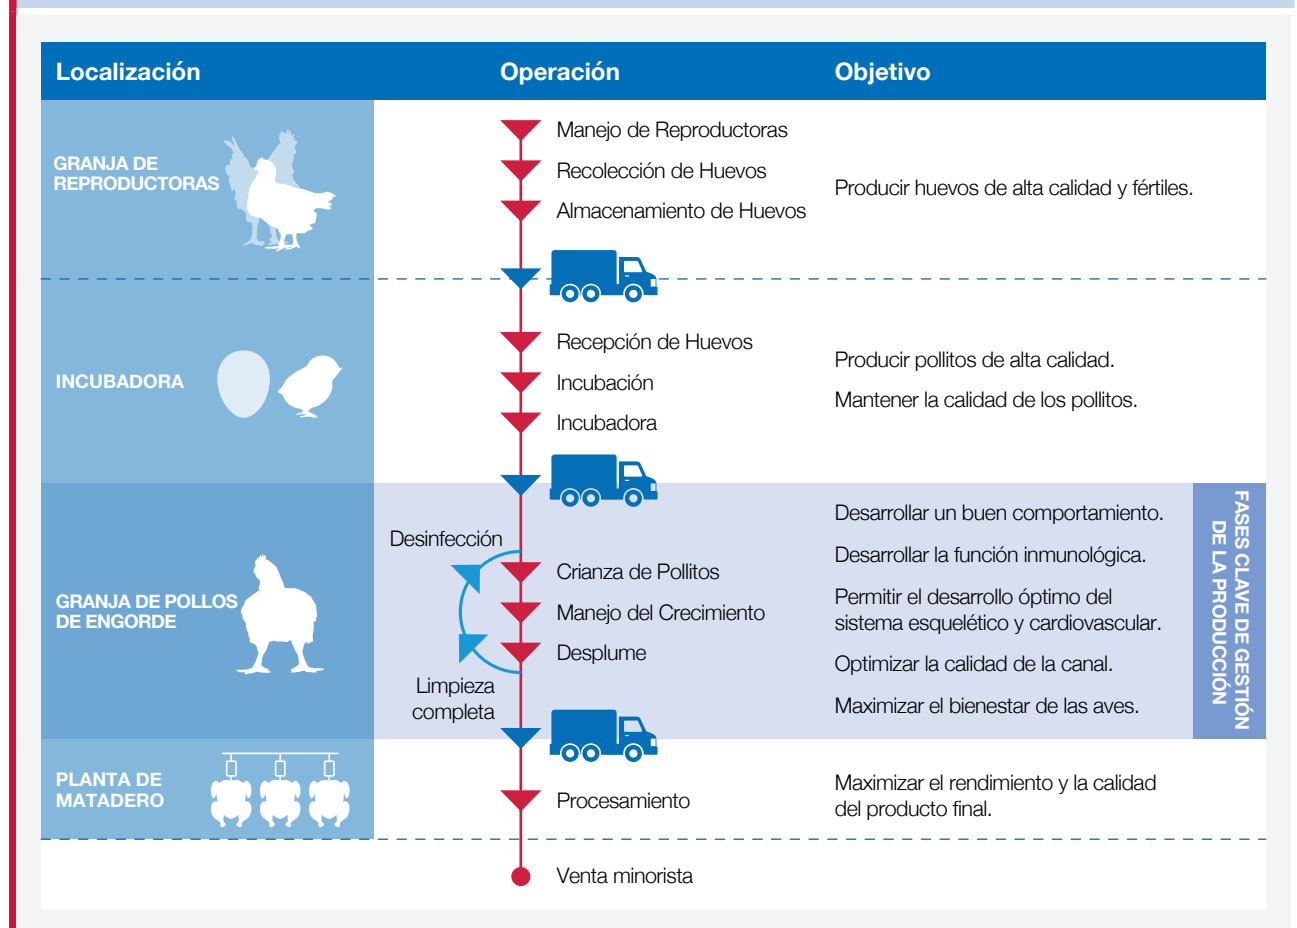 Localización
Operación
Objetivo
GRANJA DE
REPRODUCTORAS
Manejo de Reproductoras
Recolección de Huevos
Almacenamiento de Huevos
Producir huevos de alta calidad y fértiles.
INCUBADORA
Recepción de Huevos
Incubación
Incubadora
Producir pollitos de alta calidad.
Mantener la calidad de los pollitos.
GRANJA DE POLLOS
DE ENGORDE
Desinfección
Limpieza
completa
Crianza de Pollitos
Manejo del Crecimiento
Desplume
Desarrollar un buen comportamiento.
Desarrollar la función inmunológica.
Permitir el desarrollo óptimo del
sistema esquelético y cardiovascular.
Optimizar la calidad de la canal.
Maximizar el bienestar de las aves.
FASES CLAVE DE GESTIÓN
DE LA PRODUCCIÓN
PLANTA DE
MATADERO
Procesamiento
Maximizar el rendimiento y la calidad
del producto final.
Venta minorista